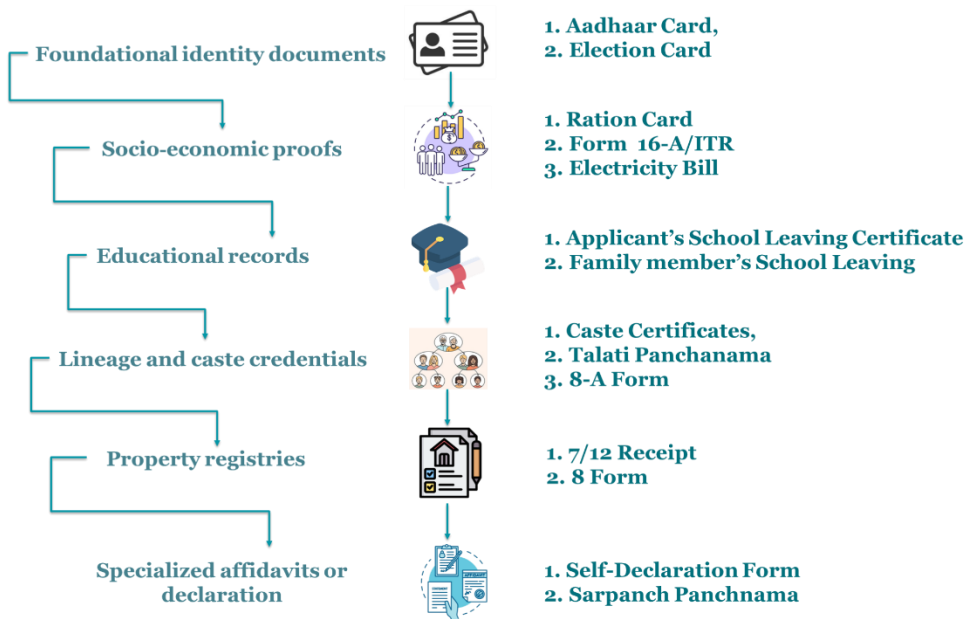 Foundational identity documents
1. Aadhaar Card,
2. Election Card
Socio-economic proofs
1. Ration Card
2. Form 16-A/ITR
3. Electricity Bill
Educational records
1. Applicant's School Leaving Certificate
2. Family member's School Leaving
Lineage and caste credentials
1. Caste Certificates,
2. Talati Panchanama
3. 8-A Form
Property registries
1. 7/12 Receipt
2. 8 Form
Specialized affidavits or
declaration
1. Self-Declaration Form
2. Sarpanch Panchnama